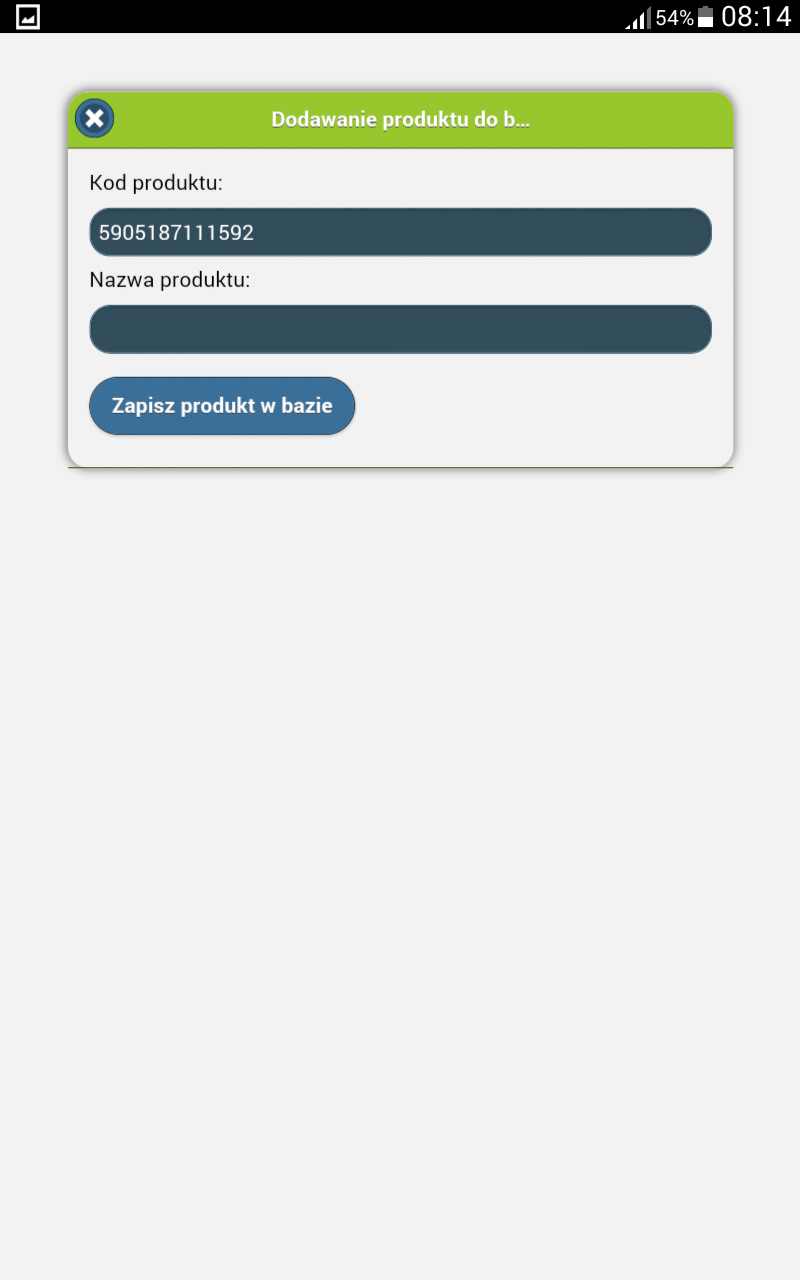 54% 08:14
Dodawanie produktu do b...
Kod produktu:
5905187111592
Nazwa produktu:
Zapisz produkt w bazie